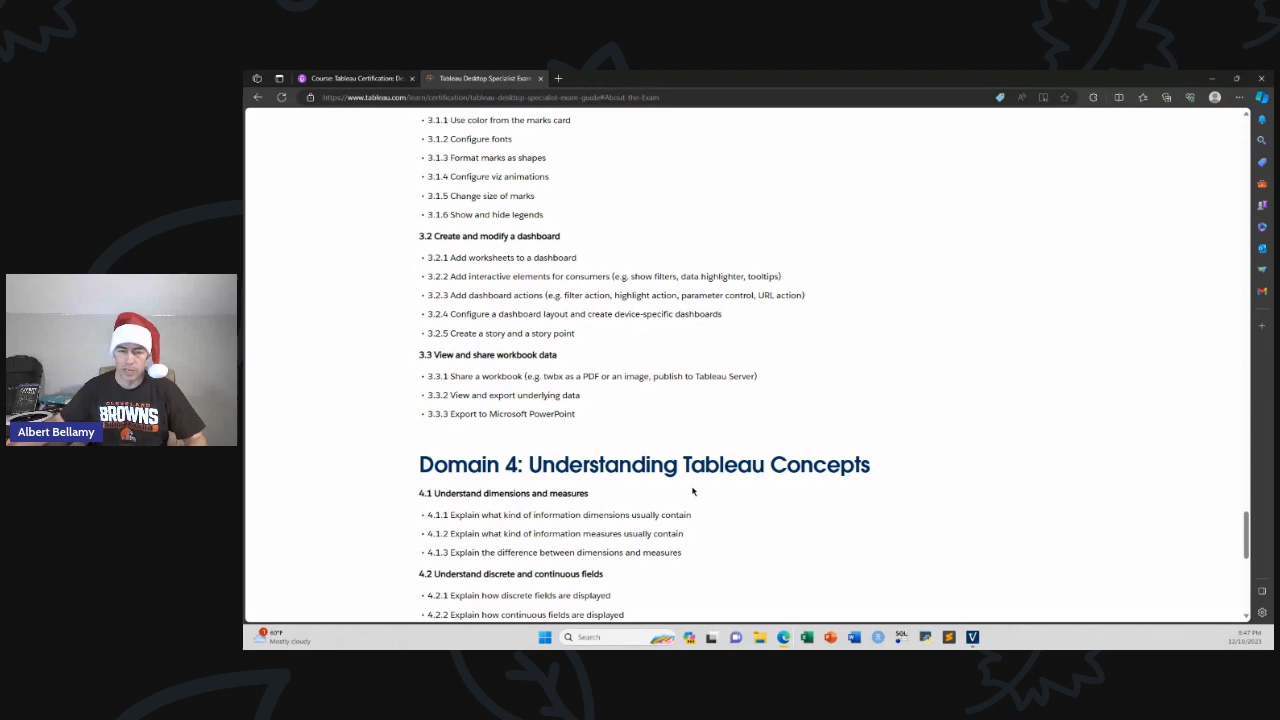 Course: Tableau Certification: De
Tableau Desktop Specialist Exam
https://www.tableau.com/learn/certification/tableau-desktop-specialist-exam-guide#About-the-Exam
• 3.1.1 Use color from the marks card
• 3.1.2 Configure fonts
• 3.1.3 Format marks as shapes
• 3.1.4 Configure viz animations
• 3.1.5 Change size of marks
• 3.1.6 Show and hide legends
3.2 Create and modify a dashboard
• 3.2.1 Add worksheets to a dashboard
• 3.2.2 Add interactive elements for consumers (e.g. show filters, data highlighter, tooltips)
• 3.2.3 Add dashboard actions (e.g. filter action, highlight action, parameter control, URL action)
• 3.2.4 Configure a dashboard layout and create device-specific dashboards
• 3.2.5 Create a story and a story point
3.3 View and share workbook data
• 3.3.1 Share a workbook (e.g. twbx as a PDF or an image, publish to Tableau Server)
• 3.3.2 View and export underlying data
• 3.3.3 Export to Microsoft PowerPoint
Domain 4: Understanding Tableau Concepts
4.1 Understand dimensions and measures
• 4.1.1 Explain what kind of information dimensions usually contain
• 4.1.2 Explain what kind of information measures usually contain
• 4.1.3 Explain the difference between dimensions and measures
4.2 Understand discrete and continuous fields
• 4.2.1 Explain how discrete fields are displayed
• 4.2.2 Explain how continuous fields are displayed
CLEVELAND
BROWNS
Albert Bellamy
60°F
Mostly cloudy
Search
SQL
9:47 PM
12/10/2023